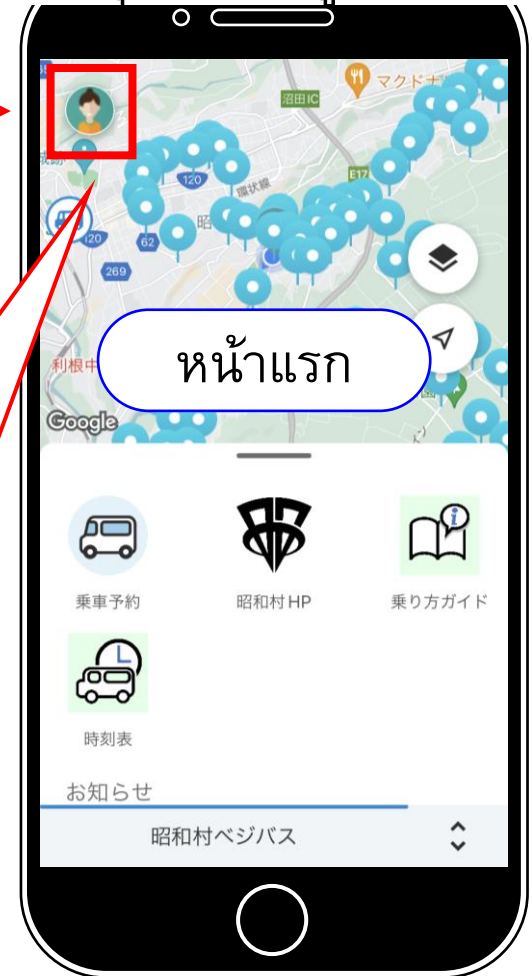 沼田IC
マクドナ
120
環状線
E17
昭
120
62
269
利根中
หน้าแรก
園
Google
乗車予約
昭和村HP
乗り方ガイド
時刻表
お知らせ
昭和村ベジバス